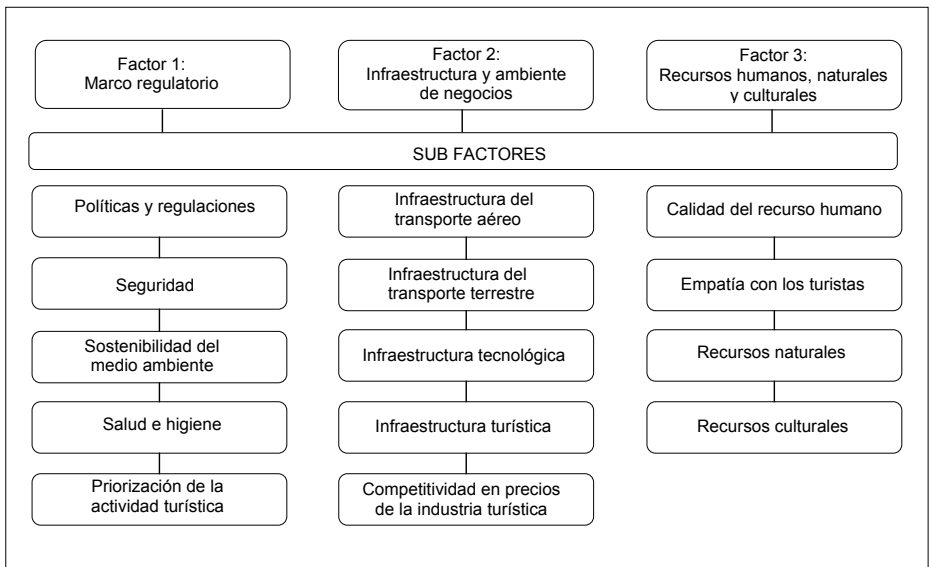 Factor 1:
Marco regulatorio
Factor 2:
Infraestructura y ambiente
de negocios
Factor 3:
Recursos humanos, naturales
y culturales
SUB FACTORES
Políticas y regulaciones
Seguridad
Sostenibilidad del
medio ambiente
Salud e higiene
Priorización de la
actividad turística
Infraestructura del
transporte aéreo
Infraestructura del
transporte terrestre
Infraestructura tecnológica
Infraestructura turística
Competitividad en precios
de la industria turística
Calidad del recurso humano
Empatía con los turistas
Recursos naturales
Recursos culturales